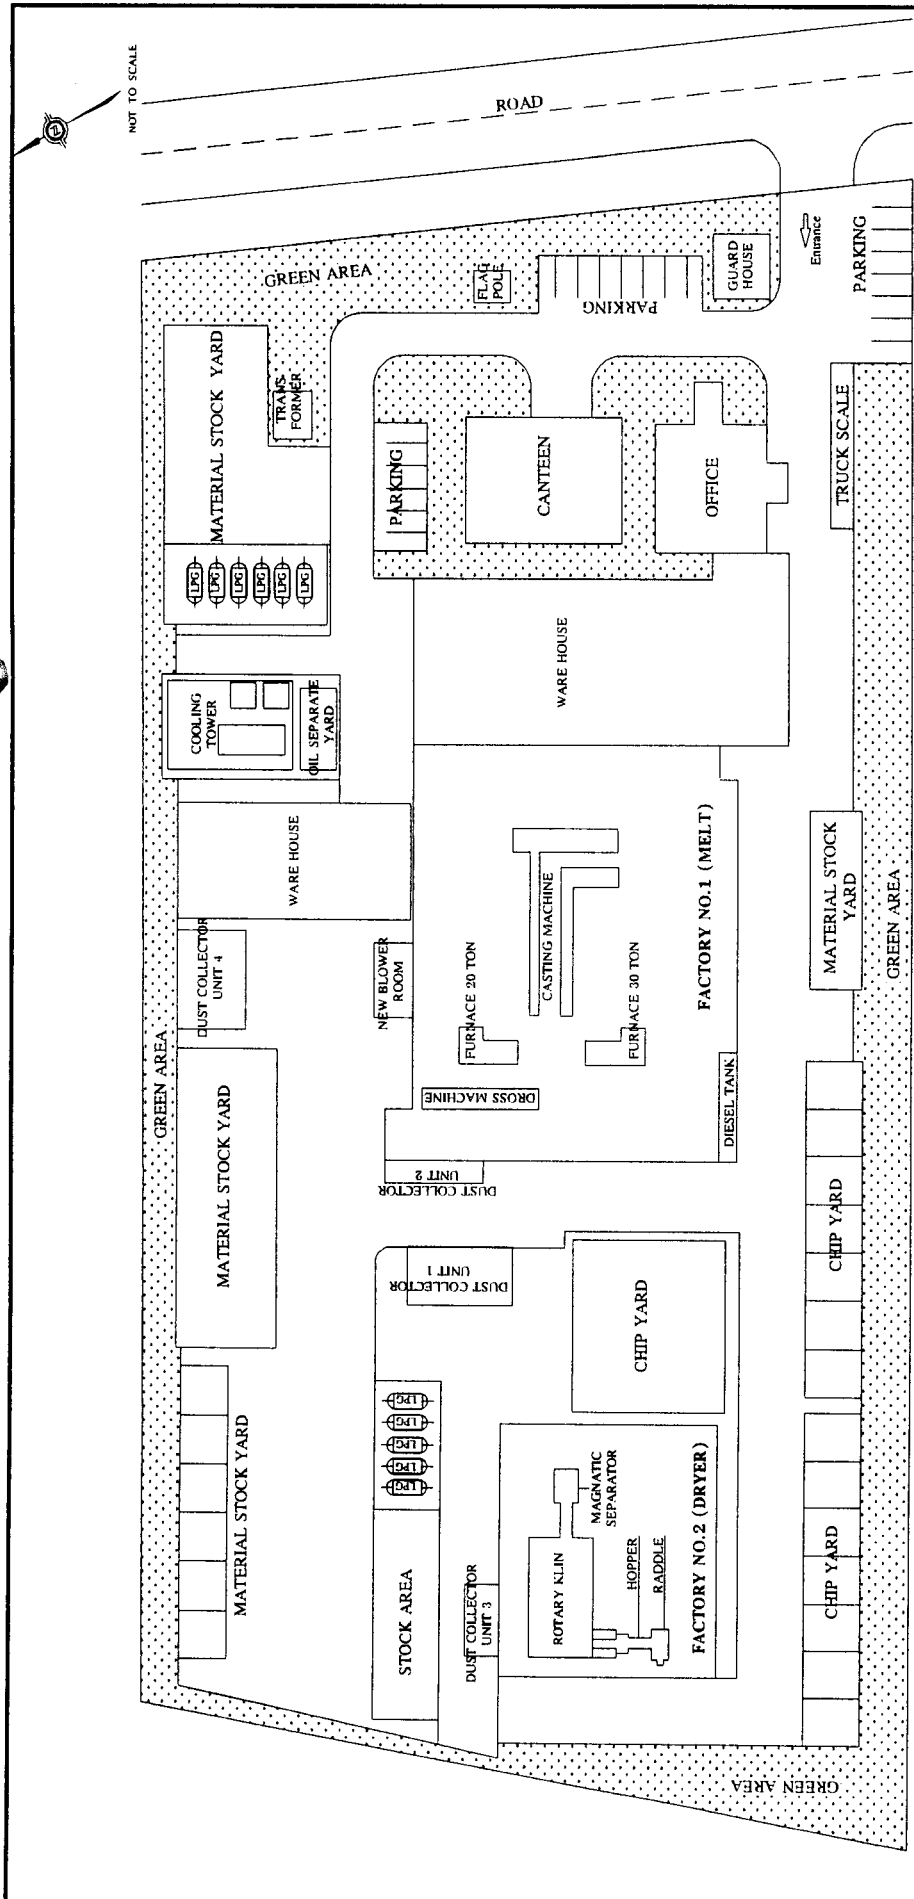 NOT TO SCALE
N
ROAD
GREEN AREA
FLAG
POLE
PARKING
GUARD
HOUSE
Entrance
PARKING
MATERIAL STOCK YARD
TRANS-
FORMER
PARKING
CANTEEN
OFFICE
TRUCK SCALE
LPG
LPG
LPG
LPG
LPG
LPG
COOLING
TOWER
OIL SEPARATE
YARD
WARE HOUSE
WARE HOUSE
DUST COLLECTOR
UNIT 4
NEW BLOWER
ROOM
FURNACE 20 TON
CASTING MACHINE
FURNACE 30 TON
FACTORY NO.1 (MELT)
MATERIAL STOCK
YARD
GREEN AREA
GREEN AREA
MATERIAL STOCK YARD
DROSS MACHINE
DIESEL TANK
DUST COLLECTOR
UNIT 2
DUST COLLECTOR
UNIT 1
CHIP YARD
CHIP YARD
LPG
LPG
LPG
LPG
LPG
MATERIAL STOCK YARD
STOCK AREA
DUST COLLECTOR
UNIT 3
ROTARY KLIN
MAGNATIC
SEPARATOR
HOPPER
RADDLE
FACTORY NO.2 (DRYER)
CHIP YARD
GREEN AREA